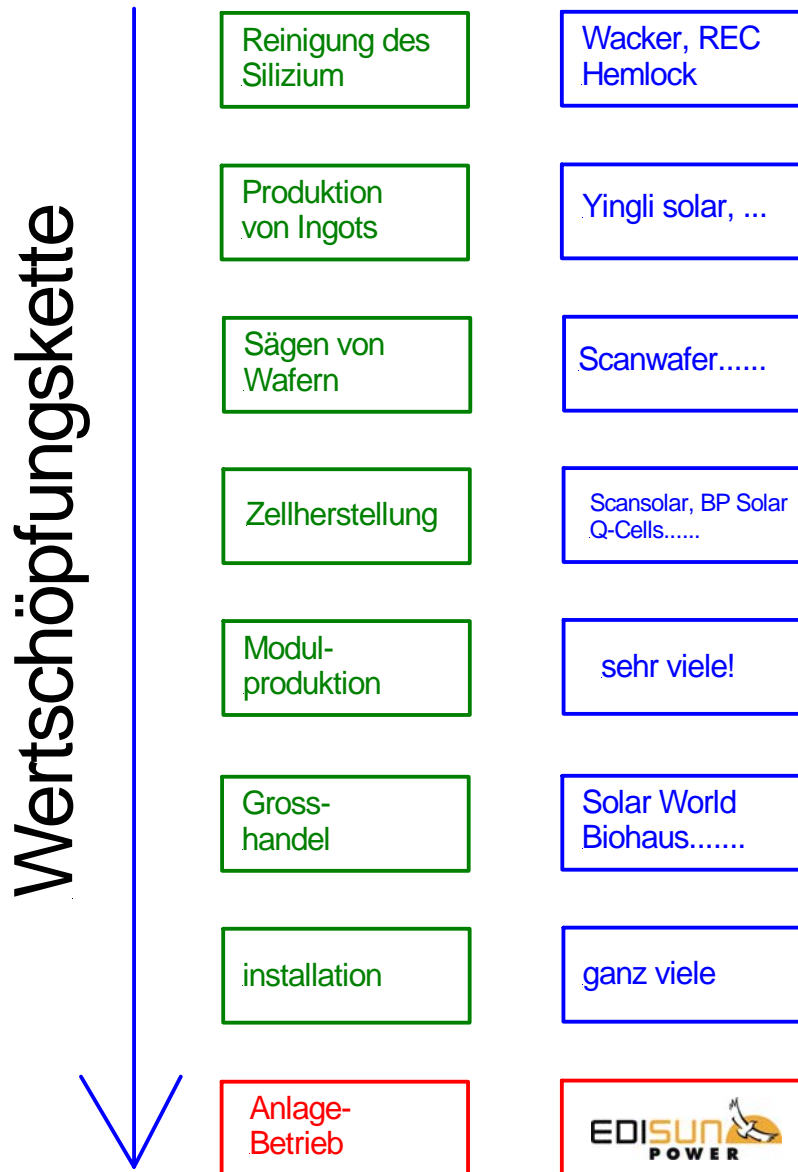 Wertschöpfungskette
Reinigung des
Silizium
Wacker, REC
Hemlock
Produktion
von Ingots
Yingli solar, ...
Sägen von
Wafern
Scanwafer......
Zellherstellung
Scansolar, BP Solar
Q-Cells......
Modul-
produktion
sehr viele!
Gross-
handel
Solar World
Biohaus.......
installation
ganz viele
Anlage-
Betrieb
EDISUN
POWER